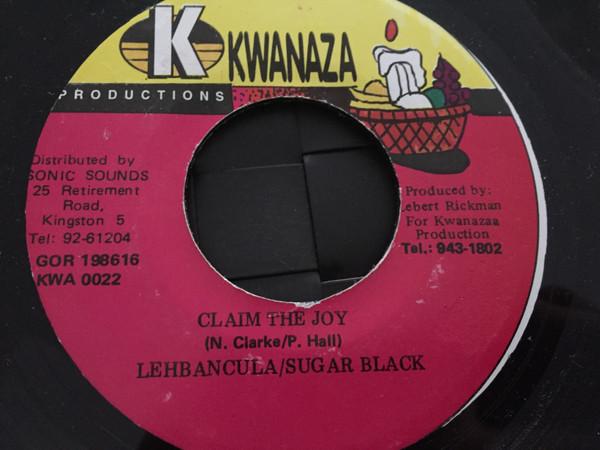 K KWANAZA
PRODUCTIONS
Distributed by
SONIC SOUNDS
25 Retirement
Road,
Kingston 5
Tel: 92-61204
GOR 198616
KWA 0022
Produced by:
Lebert Rickman
For Kwanazaa
Production
Tel.: 943-1802
CLAIM THE JOY
(N. Clarke/P. Hall)
LEHBANCULA/SUGAR BLACK